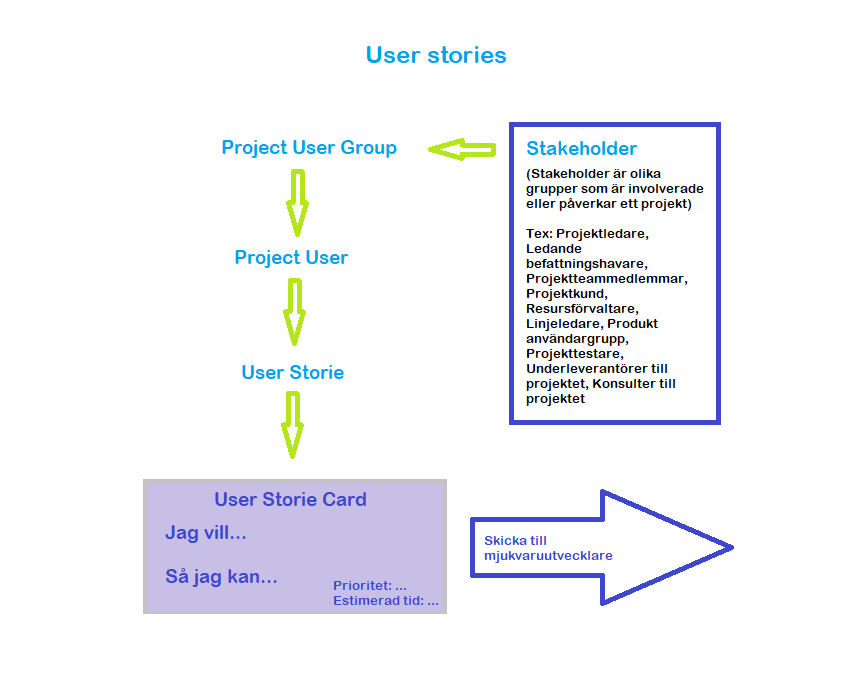 User stories
Project User Group
Project User
User Storie
Stakeholder
(Stakeholder är olika
grupper som är involverade
eller påverkar ett projekt)
Tex: Projektledare,
Ledande
befattningshavare,
Projektteammedlemmar,
Projektkund,
Resursförvaltare,
Linjeledare, Produkt
användargrupp,
Projekttestare,
Underleverantörer till
projektet, Konsulter till
projektet
User Storie Card
Jag vill...
Så jag kan...
Prioritet: ...
Estimerad tid: ...
Skicka till
mjukvaruutvecklare